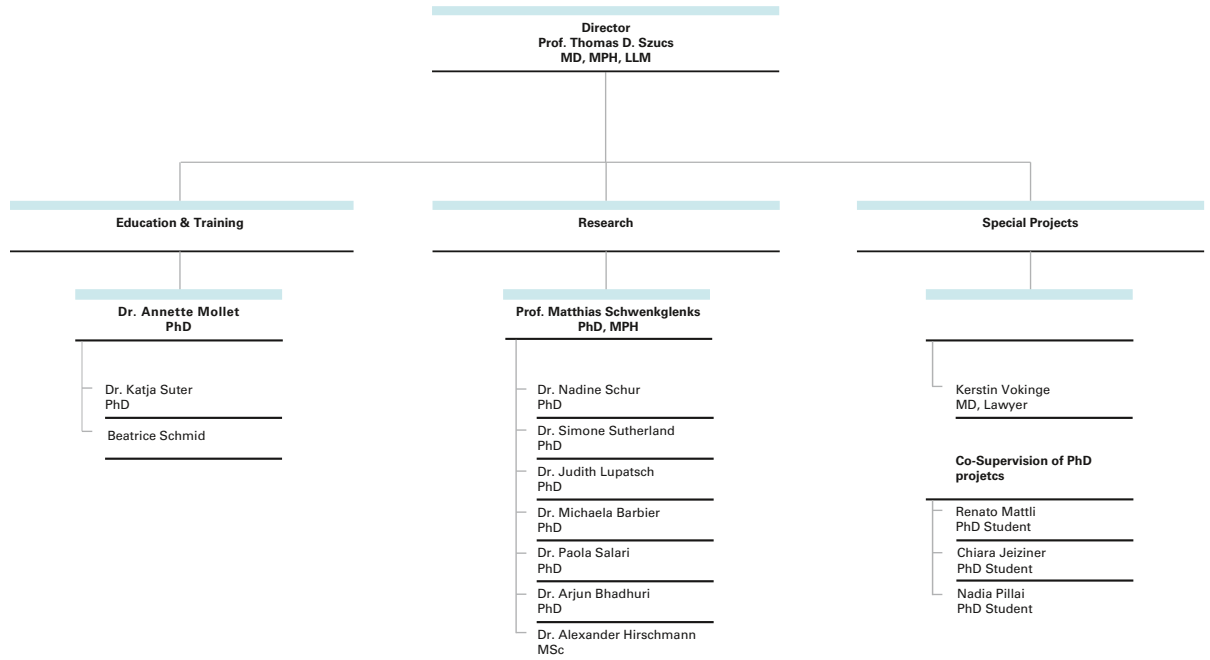 Director
Prof. Thomas D. Szucs
MD, MPH, LLM
Education & Training
Research
Special Projects
Dr. Annette Mollet
PhD
Dr. Katja Suter
PhD
Beatrice Schmid
Prof. Matthias Schwenkglenks
PhD, MPH
Dr. Nadine Schur
PhD
Dr. Simone Sutherland
PhD
Dr. Judith Lupatsch
PhD
Dr. Michaela Barbier
PhD
Dr. Paola Salari
PhD
Dr. Arjun Bhadhuri
PhD
Dr. Alexander Hirschmann
MSc
Kerstin Vokinge
MD, Lawyer
Co-Supervision of PhD
projetcs
Renato Mattli
PhD Student
Chiara Jeiziner
PhD Student
Nadia Pillai
PhD Student